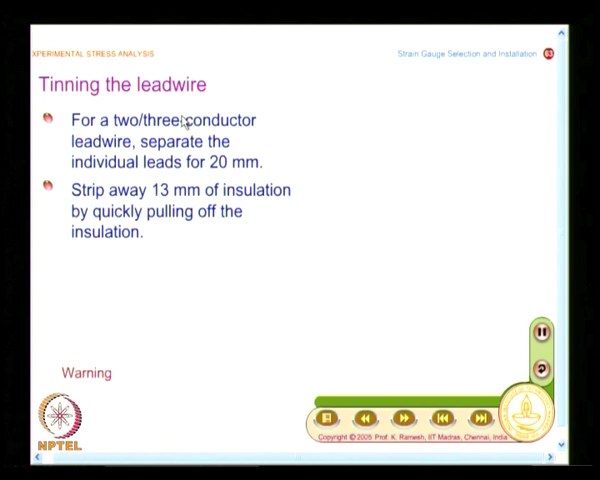 XPERIMENTAL STRESS ANALYSIS
Strain Gauge Selection and Installation 63
Tinning the leadwire
For a two/three conductor
leadwire, separate the
individual leads for 20 mm.
Strip away 13 mm of insulation
by quickly pulling off the
insulation.
Warning
NPTEL
Copyright © 2005 Prof. K. Ramesh, IIT Madras, Chennai, India